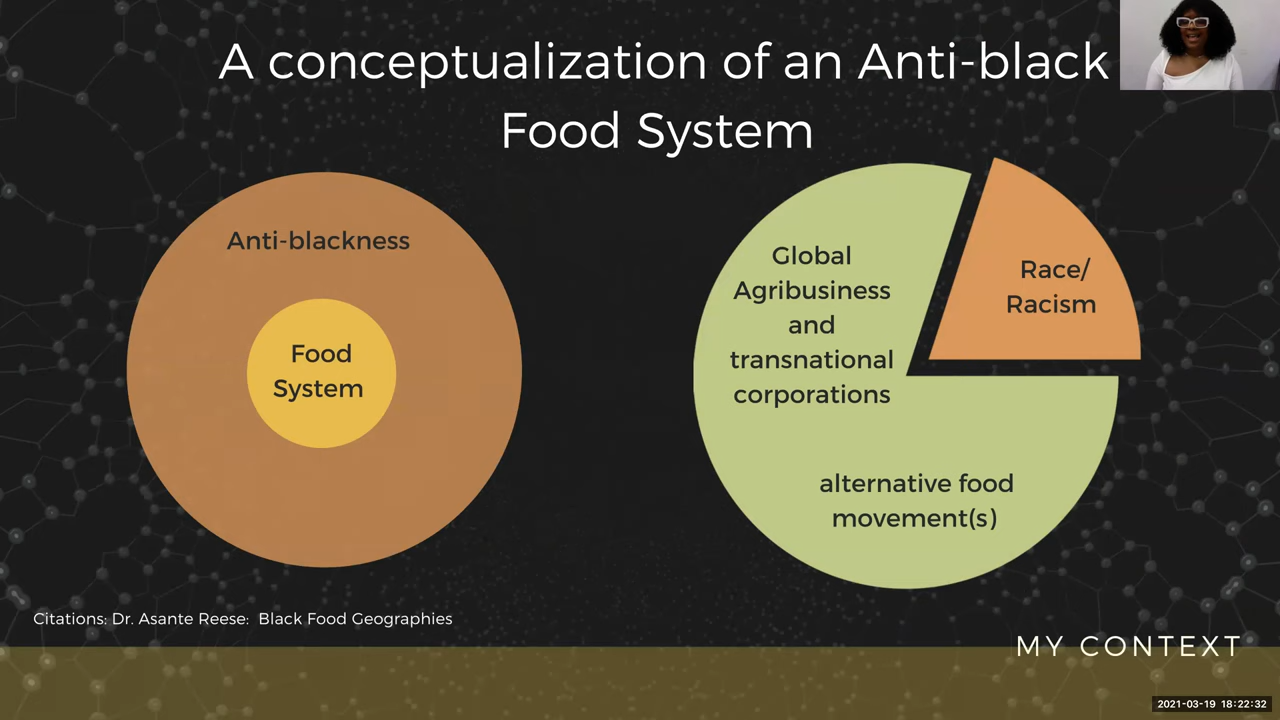 A conceptualization of an Anti-black
Food System
Anti-blackness
Food
System
Global
Agribusiness
and
transnational
corporations
Race/
Racism
alternative food
movement(s)
Citations: Dr. Asante Reese:  Black Food Geographies
MY CONTEXT
2021-03-19 18:22:32